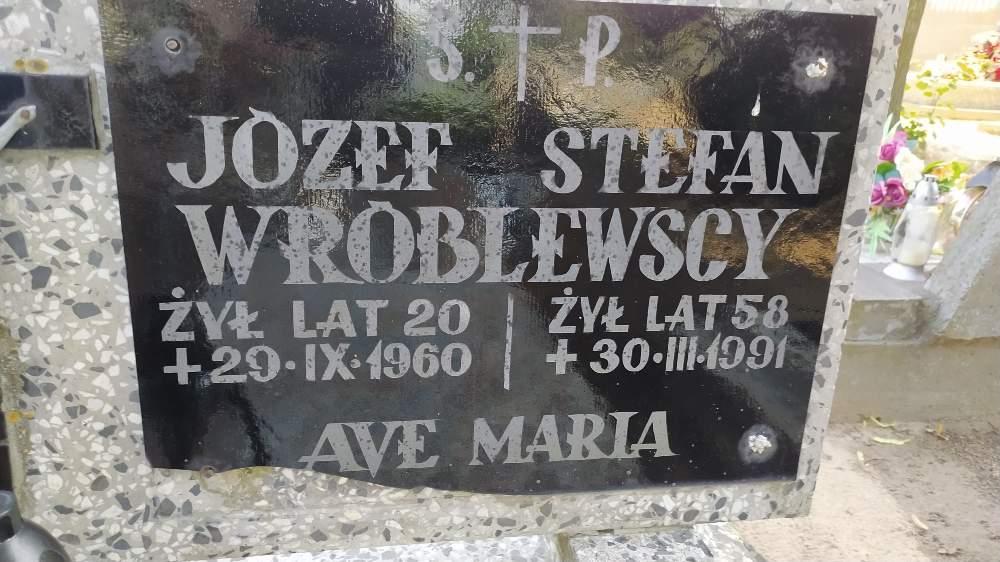 Ś. P.
JÓZEF STEFAN
WRÓBLEWSCY
ŻYŁ LAT 20 ŻYŁ LAT 58
+ 29·IX·1960 + 30·III·1991
AVE MARIA